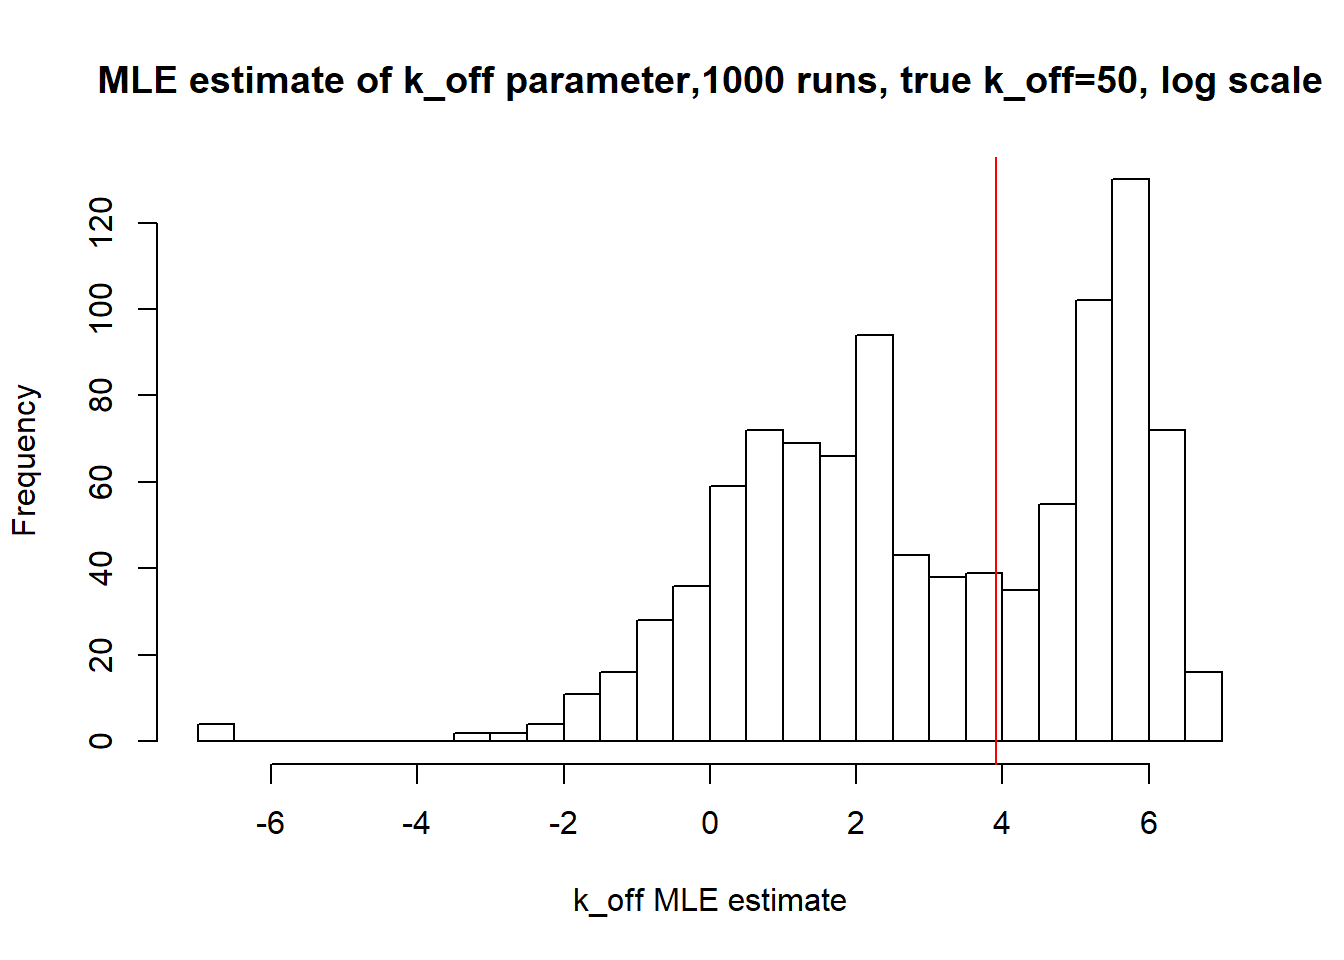 MLE estimate of k_off parameter,1000 runs, true k_off=50, log scale
120
100
80
60
40
20
0
Frequency
-6 -4 -2 0 2 4 6
k_off MLE estimate